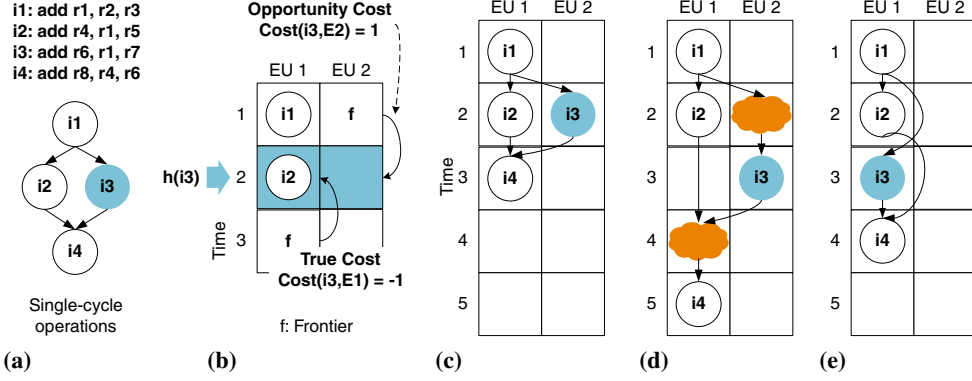 i1: add r1, r2, r3
i2: add r4, r1, r5
i3: add r6, r1, r7
i4: add r8, r4, r6
i1
i2
i3
i4
Single-cycle
operations
(a)
Opportunity Cost
Cost(i3,E2) = 1
EU 1 EU 2
1 i1 f
h(i3) 2 i2
3 f
Time
True Cost
Cost(i3,E1) = -1
f: Frontier
(b)
EU 1 EU 2
1 i1
2 i2 i3
3 i4
4
5
Time
(c)
EU 1 EU 2
1 i1
2 i2
3 i3
4
5 i4
(d)
EU 1 EU 2
1 i1
2 i2
3 i3
4 i4
5
(e)